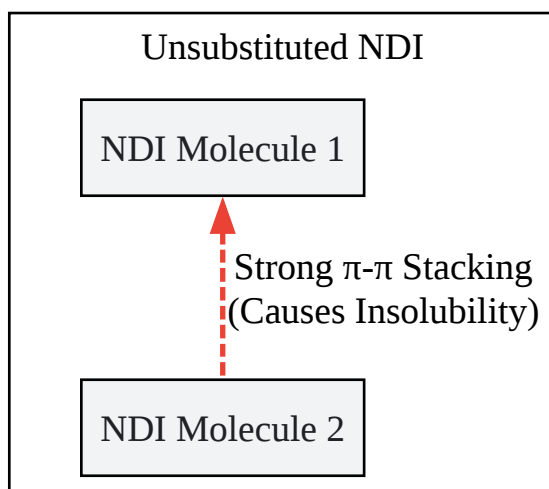 Unsubstituted NDI
NDI Molecule 1
Strong π-π Stacking
(Causes Insolubility)
NDI Molecule 2